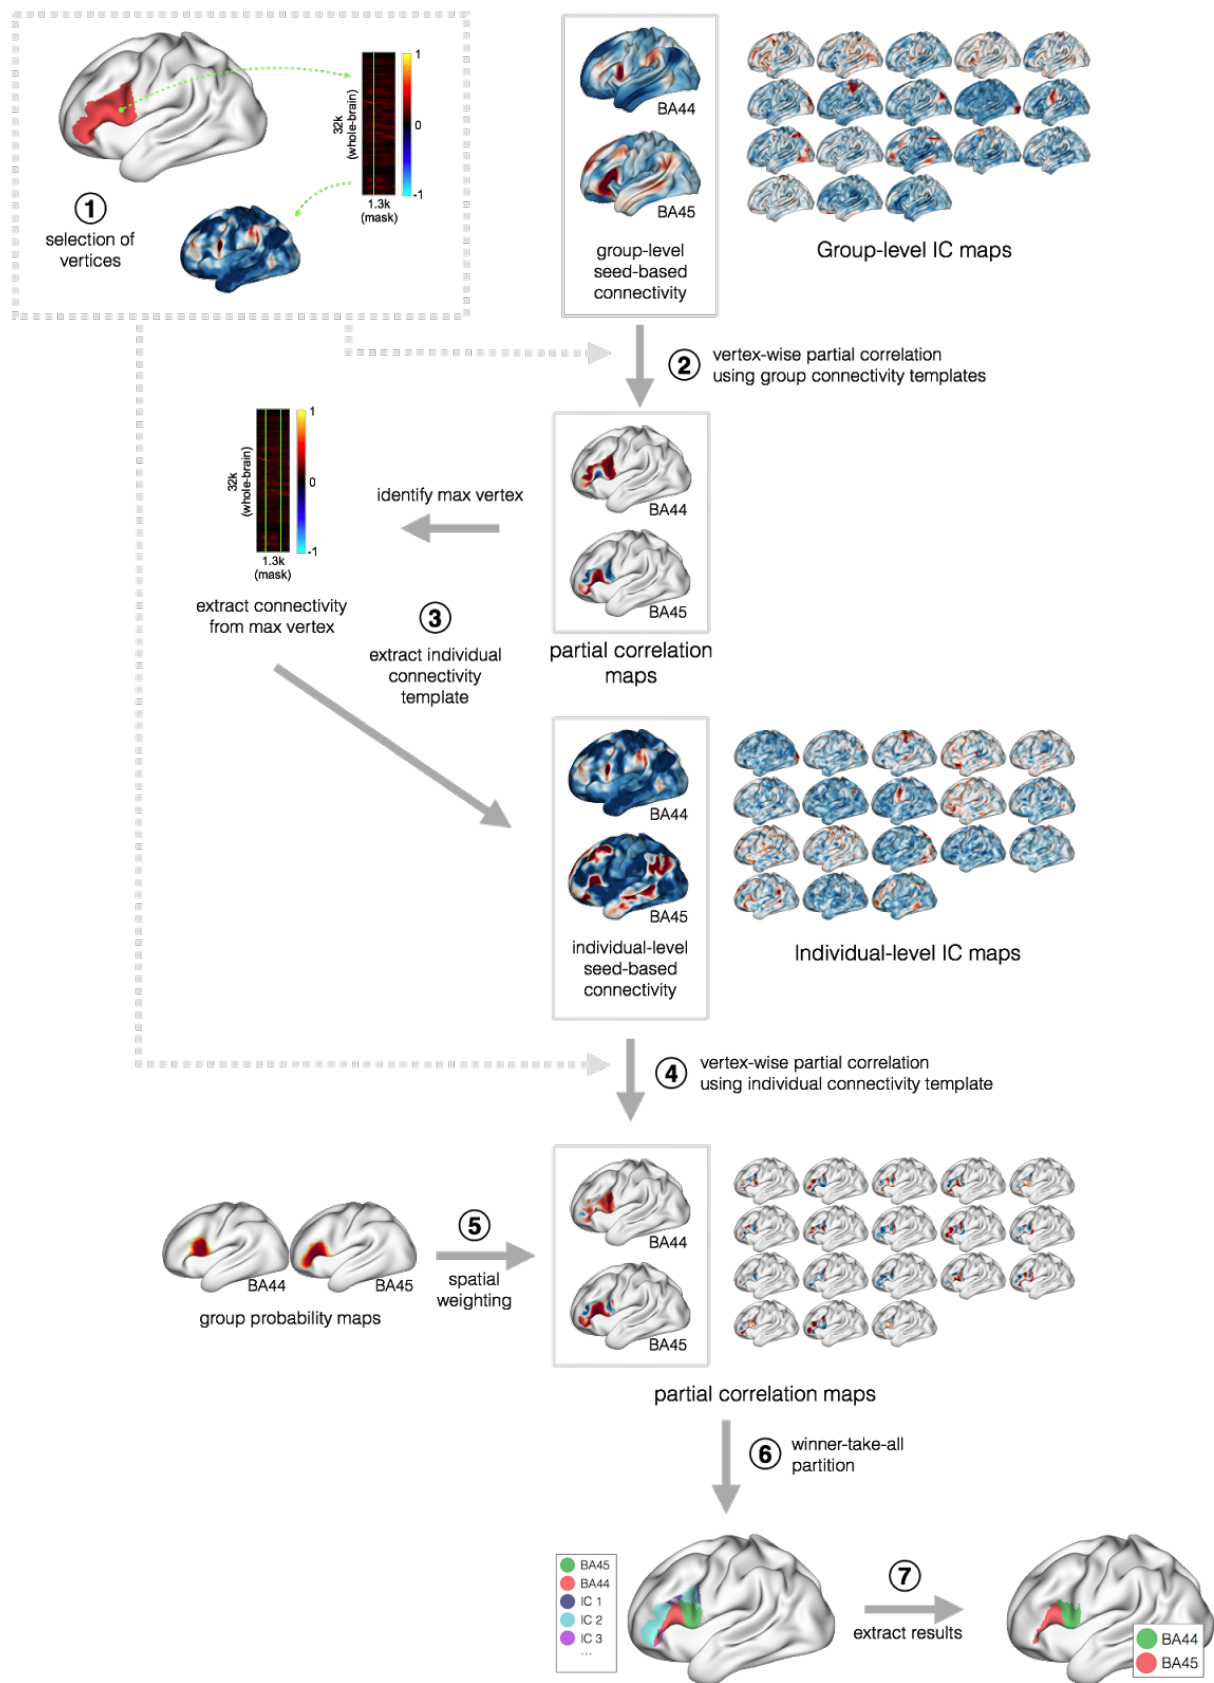 1
0
-1
32k
(whole-brain)
1.3k
(mask)
1
selection of
vertices
BA44
BA45
group-level
seed-based
connectivity
Group-level IC maps
2
vertex-wise partial correlation
using group connectivity templates
1
0
-1
32k
(whole-brain)
1.3k
(mask)
identify max vertex
extract connectivity
from max vertex
3
extract individual
connectivity
template
BA44
BA45
partial correlation
maps
BA44
BA45
individual-level
seed-based
connectivity
Individual-level IC maps
4
vertex-wise partial correlation
using individual connectivity template
BA44
BA45
group probability maps
5
spatial
weighting
BA44
BA45
partial correlation maps
6
winner-take-all
partition
BA45
BA44
IC 1
IC 2
IC 3
...
7
extract results
BA44
BA45